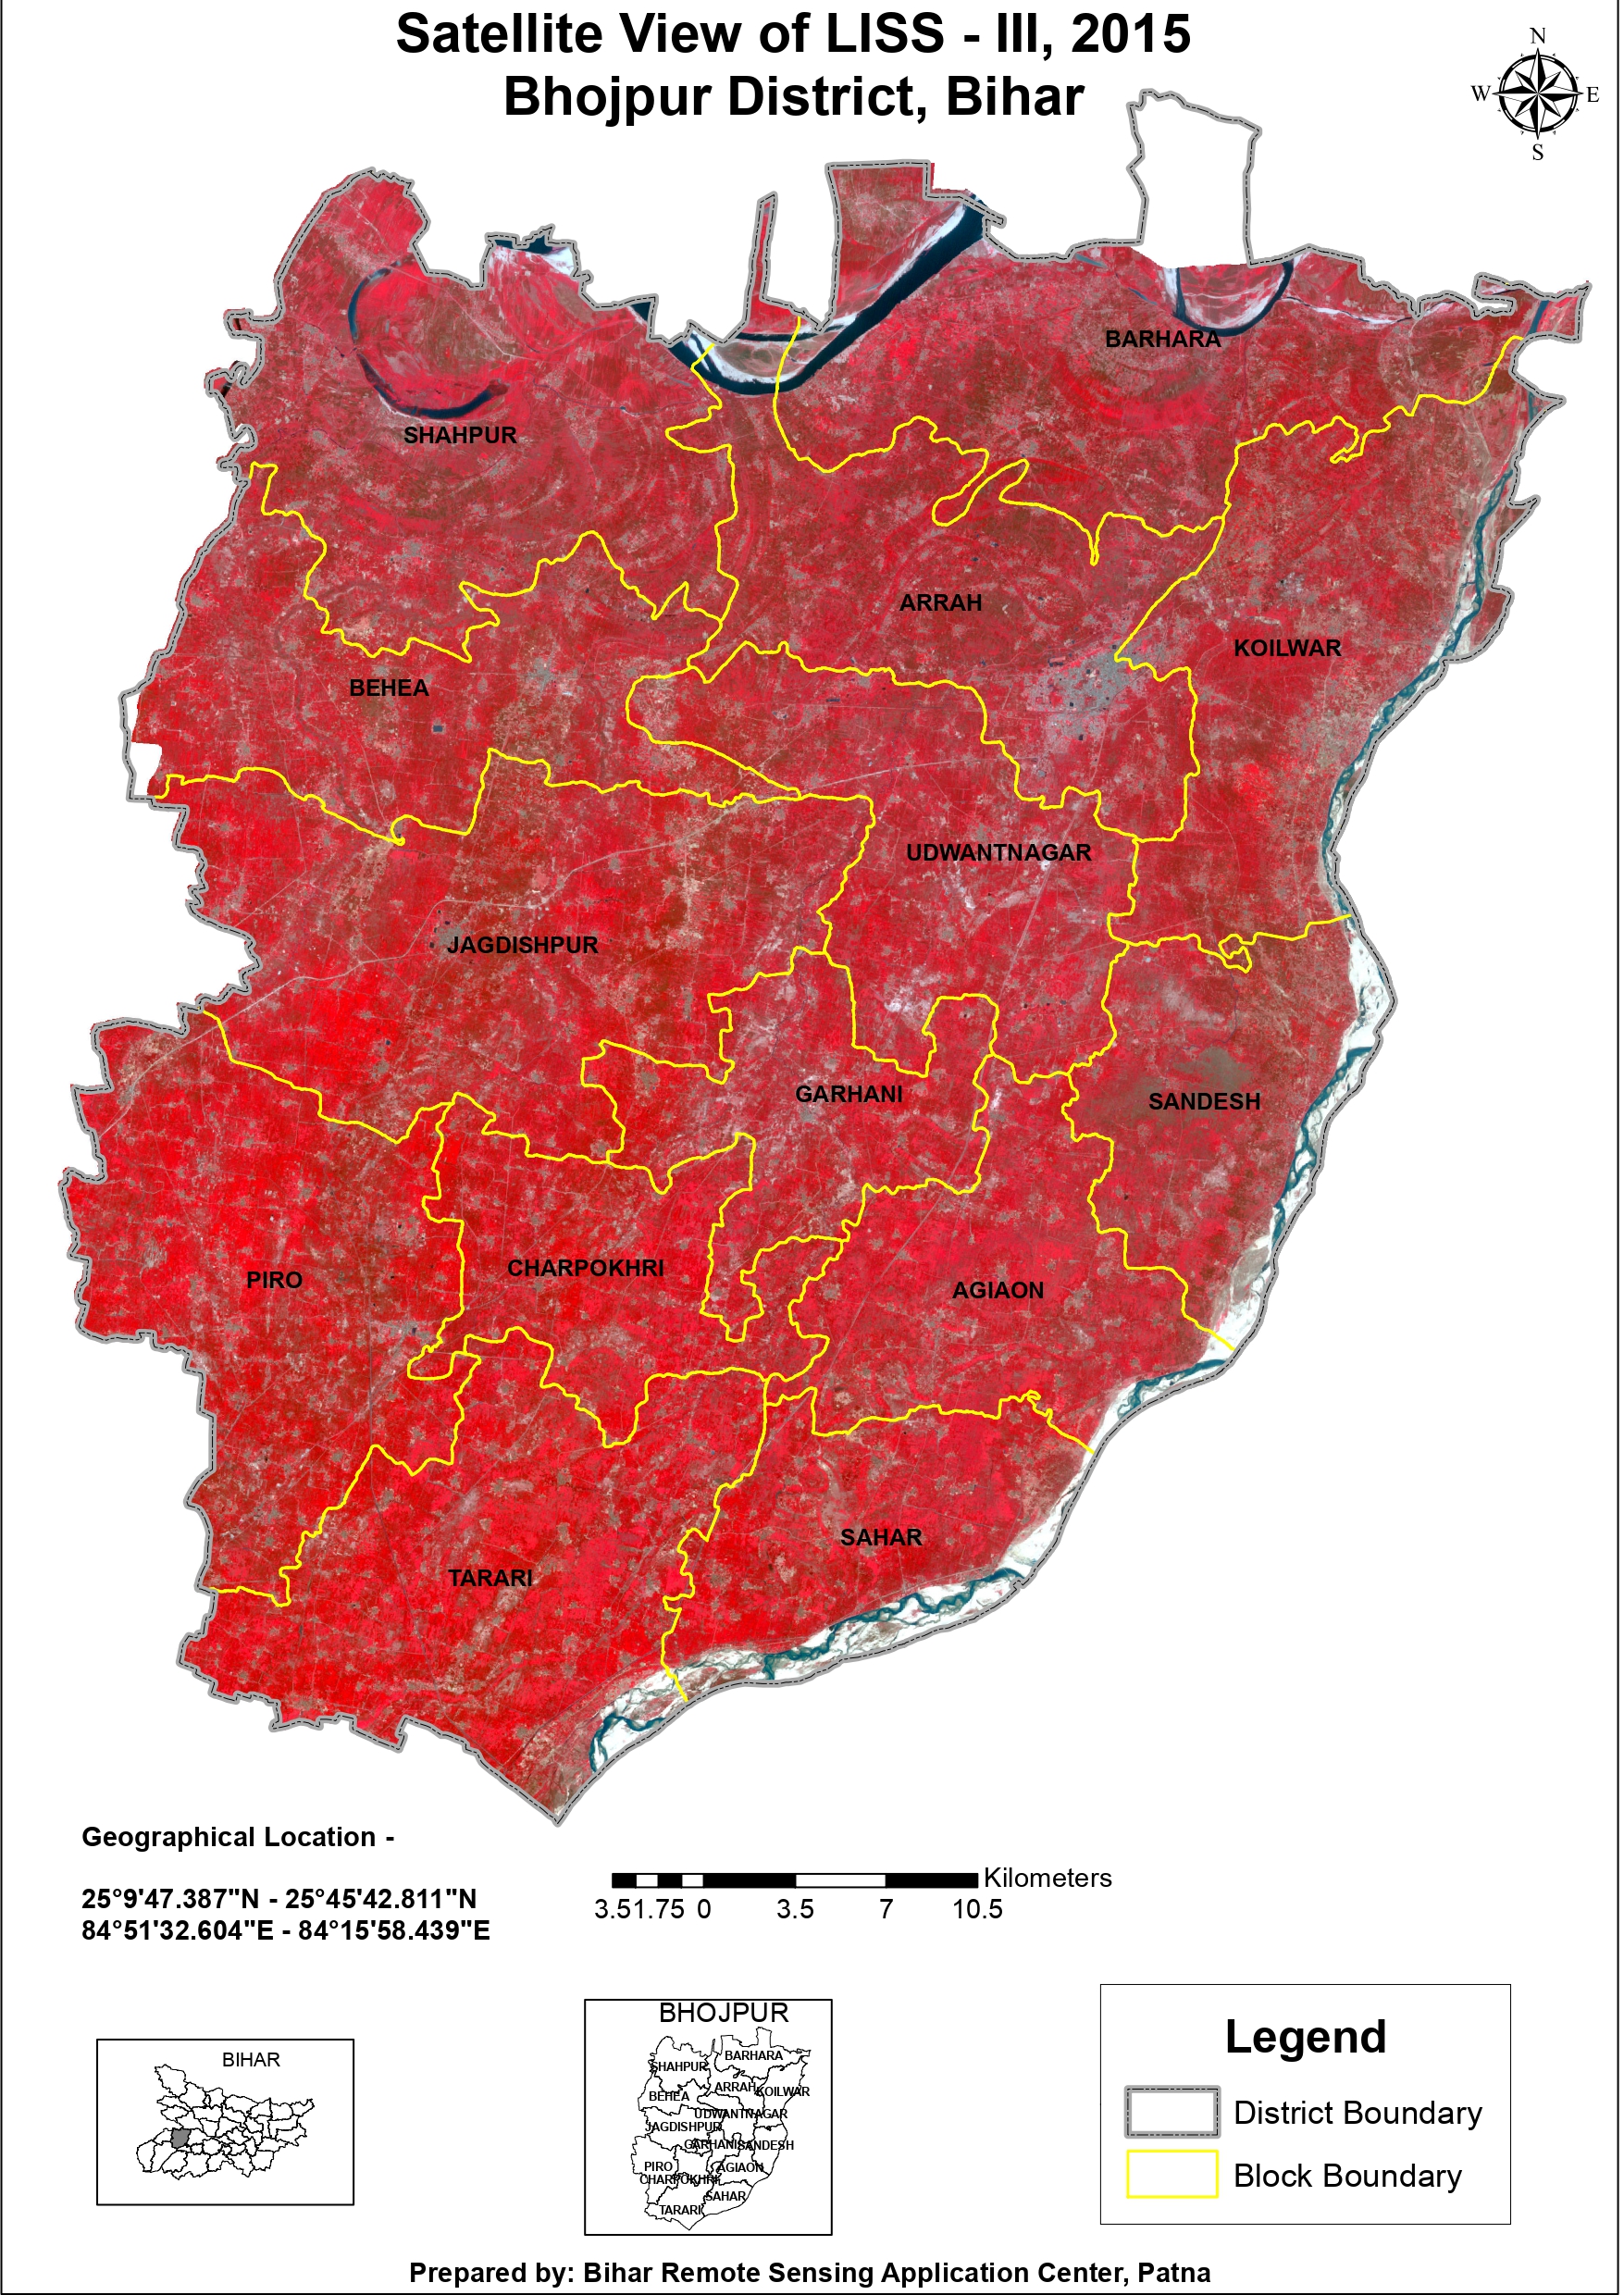 Satellite View of LISS - III, 2015
Bhojpur District, Bihar
N
W E
S
BARHARA
SHAHPUR
ARRAH
KOILWAR
BEHEA
UDWANTNAGAR
JAGDISHPUR
GARHANI
SANDESH
PIRO
CHARPOKHRI
AGIAON
SAHAR
TARARI
Geographical Location -
25°9'47.387"N - 25°45'42.811"N
84°51'32.604"E - 84°15'58.439"E
Kilometers
3.51.75 0 3.5 7 10.5
BIHAR
BHOJPUR
BARHARA
SHAHPUR
ARRAH
KOILWAR
BEHEA
UDWANTNAGAR
JAGDISHPUR
GARHANI
SANDESH
PIRO
AGIAON
CHARPOKHRI
SAHAR
TARARI
Legend
District Boundary
Block Boundary
Prepared by: Bihar Remote Sensing Application Center, Patna